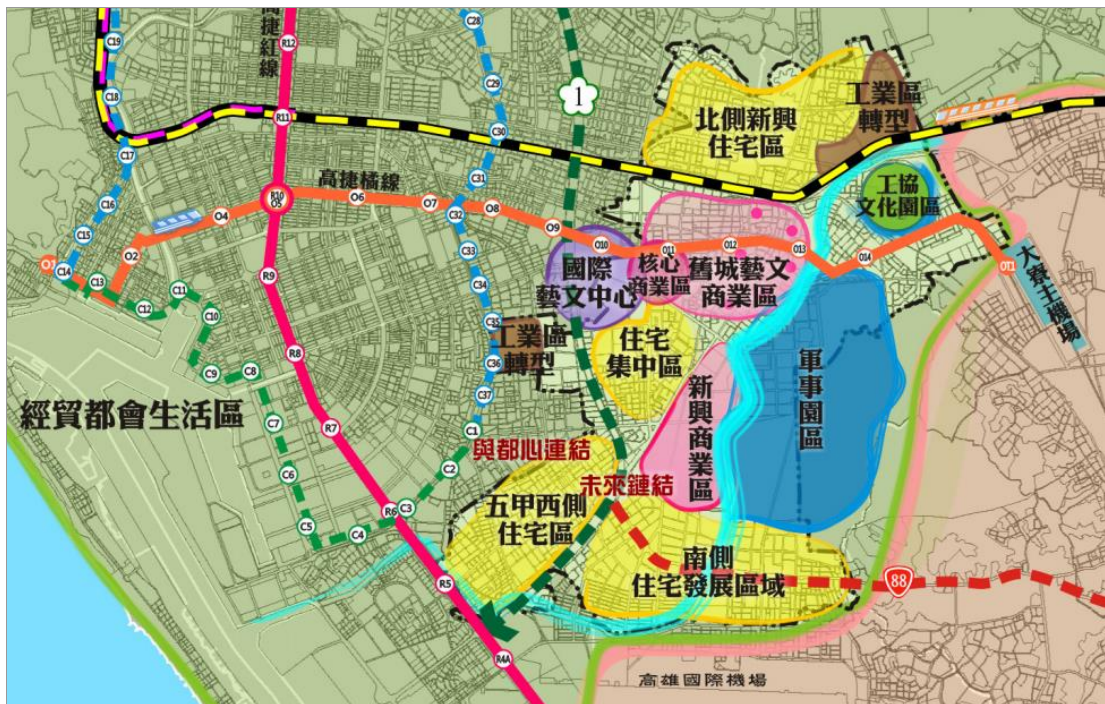 C28
C19
高捷紅線
R12
C29
C18
1
工業區
轉型
R11
C30
北側新興
住宅區
C17
C31
高捷橘線
工協
文化園區
R10
O6
O7
C16
O4
C32
O8
O9
C15
C33
O10
O11
O12
O13
O2
O14
國際
藝文中心
核心
商業區
舊城藝文
商業區
O1
C14
R9
OT1
大寮主機場
C13
C34
C11
C12
C10
C35
工業區
轉型
住宅
集中區
R8
C36
C9
C8
軍事園區
新興商業區
C37
經貿都會生活區
C7
R7
C1
與都心連結
C2
C6
未來鏈結
五甲西側
住宅區
R6
C3
C5
C4
南側
住宅發展區域
R5
88
R4A
高雄國際機場